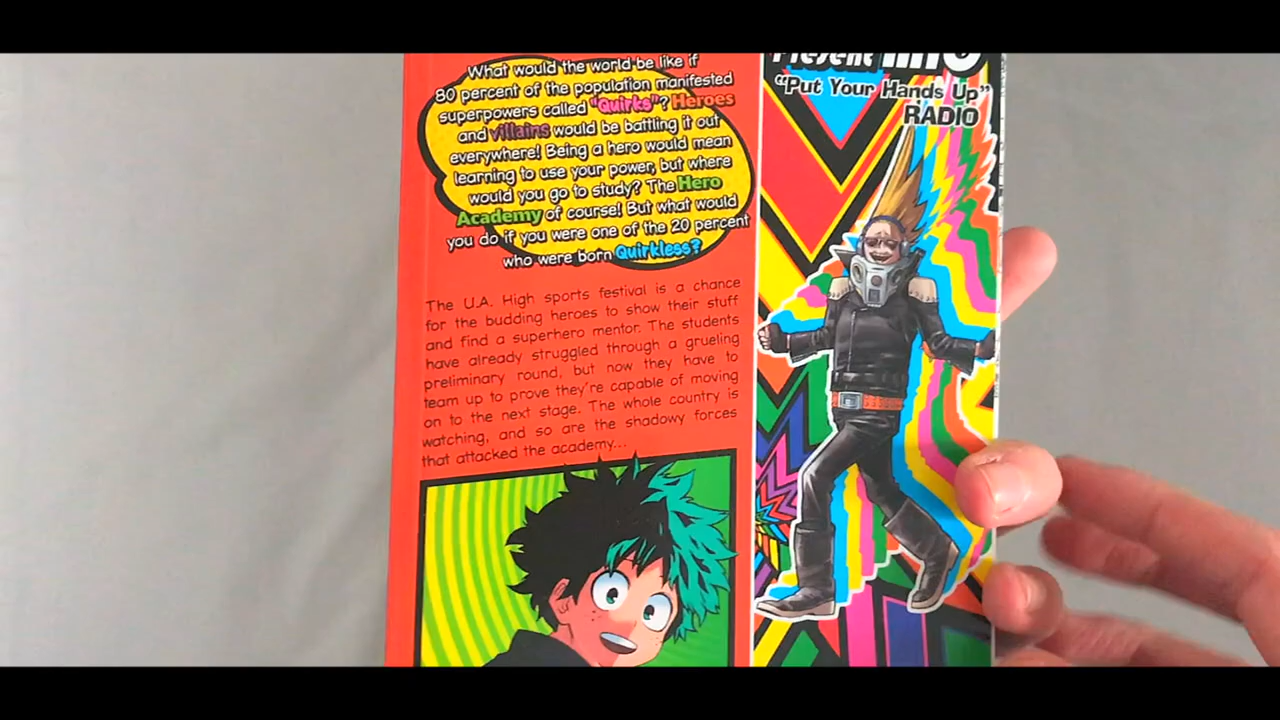 What would the world be like if
80 percent of the population manifested
superpowers called "Quirks"? Heroes
and villains would be battling it out
everywhere! Being a hero would mean
learning to use your power, but where
would you go to study? The Hero
Academy of course! But what would
you do if you were one of the 20 percent
who were born Quirkless?
The U.A. High sports festival is a chance
for the budding heroes to show their stuff
and find a superhero mentor. The students
have already struggled through a grueling
preliminary round, but now they have to
team up to prove they're capable of moving
on to the next stage. The whole country is
watching, and so are the shadowy forces
that attacked the academy...
Present
"Put Your Hands Up"
RADIO